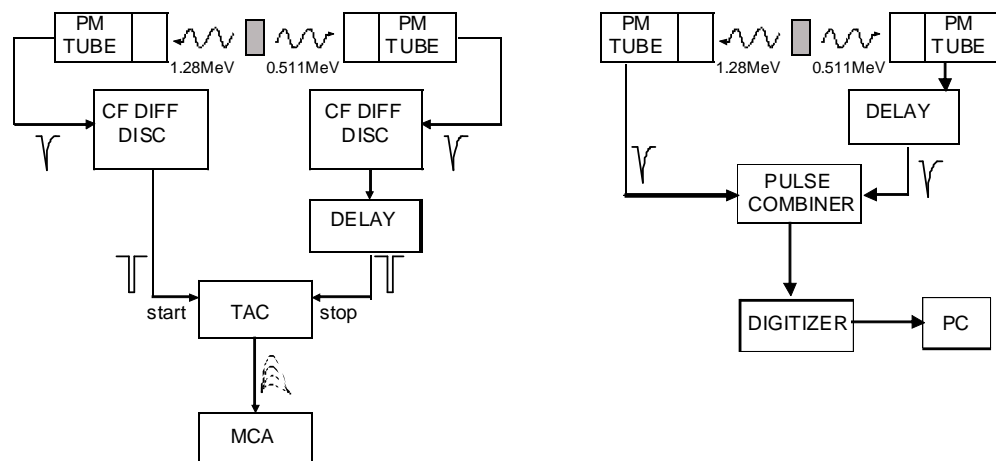 PM
TUBE
1.28MeV
0.511MeV
PM
TUBE
CF DIFF
DISC
CF DIFF
DISC
DELAY
start
TAC
stop
MCA
PM
TUBE
1.28MeV
0.511MeV
PM
TUBE
DELAY
PULSE
COMBINER
DIGITIZER
PC